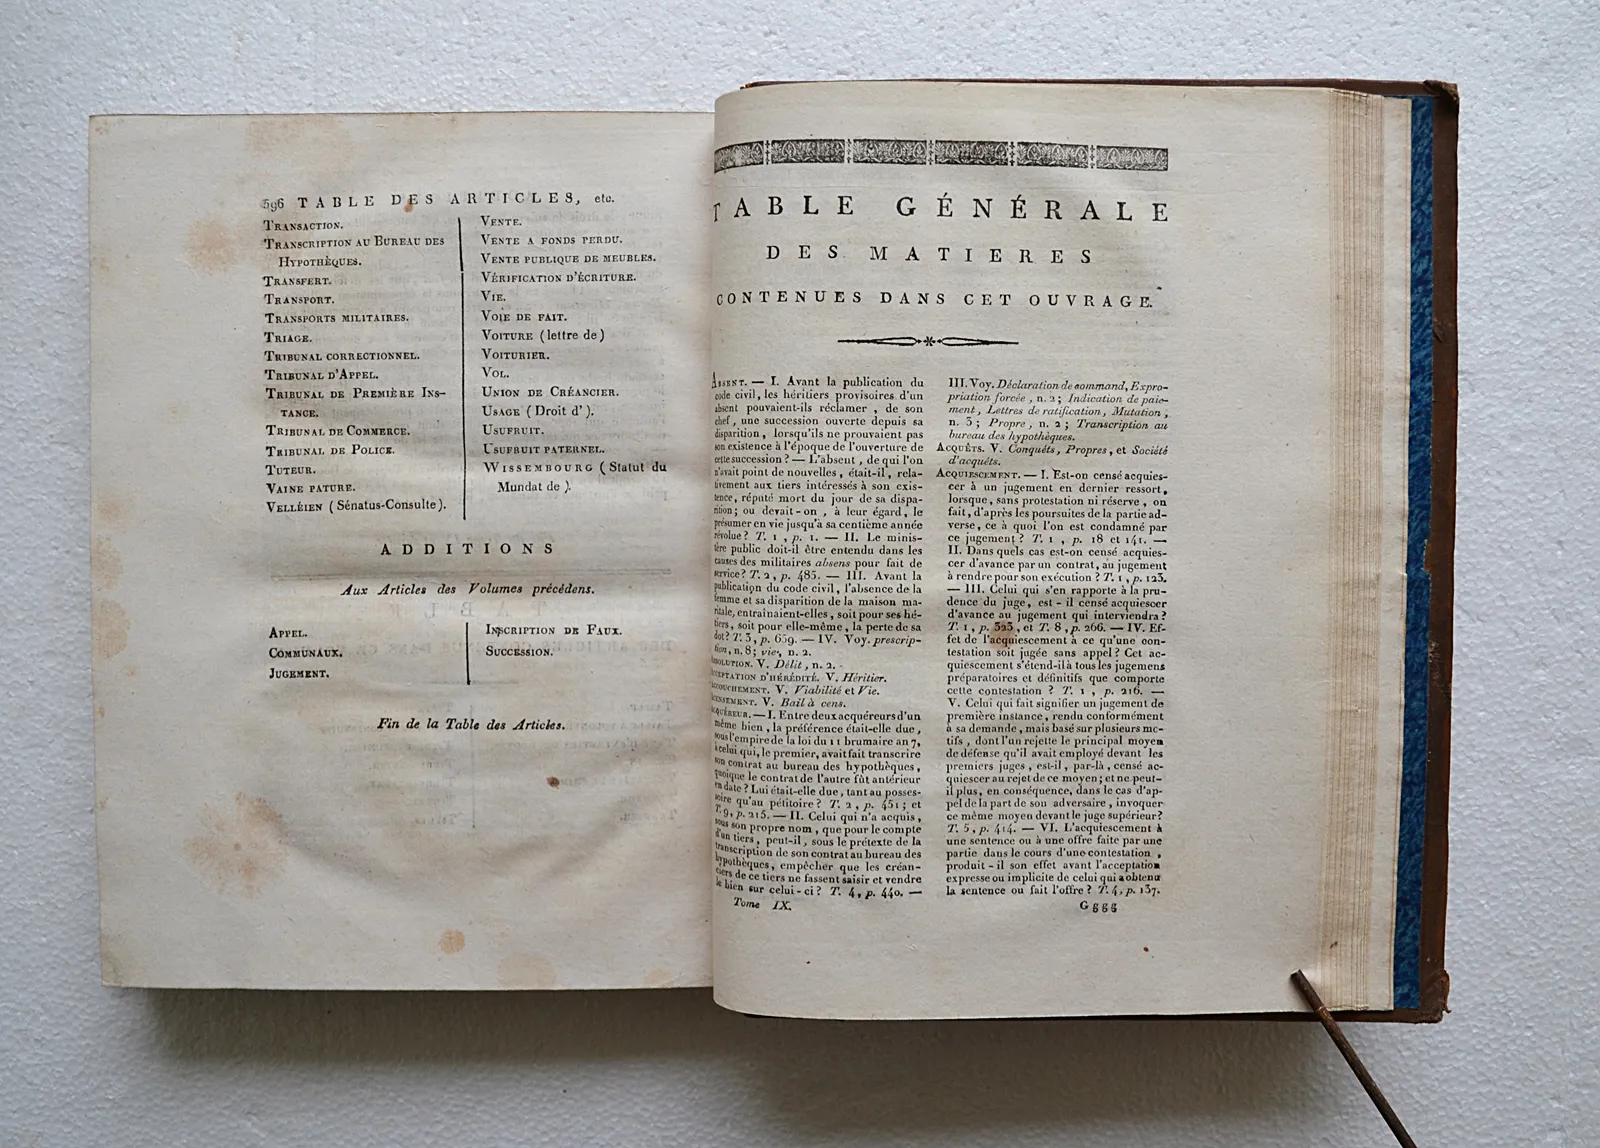 596 TABLE DES ARTICLES, etc.
TRANSACTION.
TRANSCRIPTION AU BUREAU DES
HYPOTHÈQUES.
TRANSFERT.
TRANSPORT.
TRANSPORTS MILITAIRES.
TRIAGE.
TRIBUNAL CORRECTIONNEL.
TRIBUNAL D'APPEL.
TRIBUNAL DE PREMIÈRE INS-
TANCE.
TRIBUNAL DE COMMERCE.
TRIBUNAL DE POLICE.
TUTEUR.
VAINE PATURE.
VELLÉIEN (Sénatus-Consulte).
VENTE.
VENTE A FONDS PERDU.
VENTE PUBLIQUE DE MEUBLES.
VÉRIFICATION D'ÉCRITURE.
VIE.
VOIE DE FAIT.
VOITURE (lettre de)
VOITURIER.
VOL.
UNION DE CRÉANCIER.
USAGE (Droit d').
USUFRUIT.
USUFRUIT PATERNEL.
WISSEMBOURG (Statut du
Mundat de).
ADDITIONS
Aux Articles des Volumes précédens.
APPEL.
COMMUNAUX.
JUGEMENT.
INSCRIPTION DE FAUX.
SUCCESSION.
Fin de la Table des Articles.
TABLE GÉNÉRALE
DES MATIERES
CONTENUES DANS CET OUVRAGE.
ABSENT. — I. Avant la publication du
code civil, les héritiers provisoires d'un
absent pouvaient-ils réclamer, de son
chef, une succession ouverte depuis sa
disparition, lorsqu'ils ne prouvaient pas
son existence à l'époque de l'ouverture de
cette succession? — L'absent, de qui l'on
n'avait point de nouvelles, était-il, rela-
tivement aux tiers intéressés à son exis-
tence, réputé mort du jour de sa dispa-
rition; ou devait-on, à leur égard, le
présumer en vie jusqu'à sa centième année
révolue? T. 1, p. 1. — II. Le minis-
tère public doit-il être entendu dans les
causes des militaires absens pour fait de
service? T. 2, p. 485. — III. Avant la
publication du code civil, l'absence de la
femme et sa disparition de la maison ma-
ritale, entraînaient-elles, soit pour ses hé-
tiers, soit pour elle-même, la perte de sa
dot? T. 3, p. 659. — IV. Voy. prescrip-
tion, n. 8; vie, n. 2.
ABSOLUTION. V. Délit, n. 2.
ACCEPTATION D'HÉRÉDITÉ. V. Héritier.
ACCOUCHEMENT. V. Viabilité et Vie.
ACENSEMENT. V. Bail à cens.
ACQUÉREUR. — I. Entre deux acquéreurs d'un
même bien, la préférence était-elle due,
sous l'empire de la loi du 11 brumaire an 7,
à celui qui, le premier, avait fait transcrire
son contrat au bureau des hypothèques,
quoique le contrat de l'autre fût antérieur
en date? Lui était-elle due, tant au posses-
soire qu'au pétitoire? T. 2, p. 451; et
T. 9, p. 215. — II. Celui qui n'a acquis,
sous son propre nom, que pour le compte
d'un tiers, peut-il, sous le prétexte de la
transcription de son contrat au bureau des
hypothèques, empêcher que les créan-
ciers de ce tiers ne fassent saisir et vendre
le bien sur celui-ci? T. 4, p. 440. —
III. Voy. Déclaration de command, Expro-
priation forcée, n. 2; Indication de paie-
ment, Lettres de ratification, Mutation,
n. 5; Propre, n. 2; Transcription au
bureau des hypothèques.
ACQUÊTS. V. Conquêts, Propres, et Société
d'acquêts.
ACQUIESCEMENT. — I. Est-on censé acquies-
cer à un jugement en dernier ressort,
lorsque, sans protestation ni réserve, on
fait, d'après les poursuites de la partie ad-
verse, ce à quoi l'on est condamné par
ce jugement? T. 1, p. 18 et 141. —
II. Dans quels cas est-on censé acquies-
cer d'avance par un contrat, au jugement
à rendre pour son exécution? T. 1, p. 123.
— III. Celui qui s'en rapporte à la pru-
dence du juge, est-il censé acquiescer
d'avance au jugement qui interviendra?
T. 1, p. 323, et T. 8, p. 266. — IV. Ef-
fet de l'acquiescement à ce qu'une con-
testation soit jugée sans appel? Cet ac-
quiescement s'étend-il à tous les jugemens
préparatoires et définitifs que comporte
cette contestation? T. 1, p. 216. —
V. Celui qui fait signifier un jugement de
première instance, rendu conformément
à sa demande, mais basé sur plusieurs mo-
tifs, dont l'un rejette le principal moyen
de défense qu'il avait employé devant les
premiers juges, est-il, par-là, censé ac-
quiescer au rejet de ce moyen; et ne peut-
il plus, en conséquence, dans le cas d'ap-
pel de la part de son adversaire, invoquer
ce même moyen devant le juge supérieur?
T. 5, p. 414. — VI. L'acquiescement à
une sentence ou à une offre faite par une
partie dans le cours d'une contestation,
produit-il son effet avant l'acceptation
expresse ou implicite de celui qui a obtenu
la sentence ou fait l'offre? T. 4, p. 137.
Tome IX.
Gggg